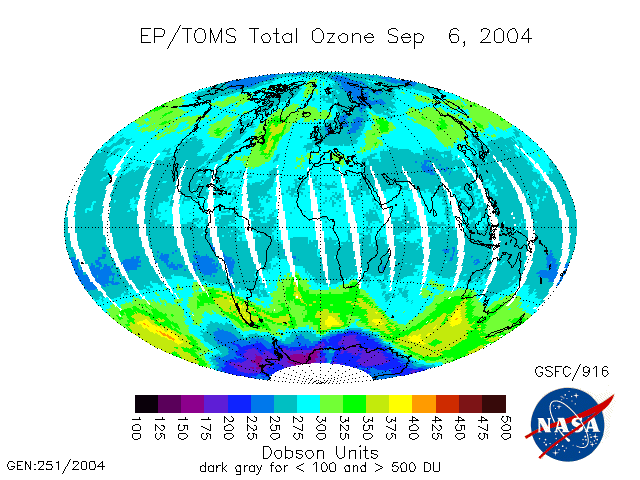 EP/TOMS Total Ozone Sep 6, 2004
GSFC/916
NASA
100 125 150 175 200 225 250 275 300 325 350 375 400 425 450 475 500
Dobson Units
GEN:251/2004
dark gray for < 100 and > 500 DU